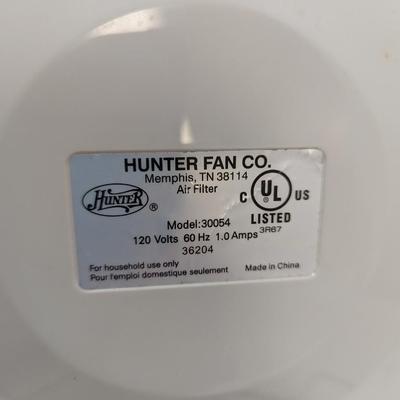 HUNTER FAN CO.
Memphis, TN 38114
Air Filter
HUNTER ®
C UL US
LISTED
3R67
Model:30054
120 Volts 60 Hz 1.0 Amps
36204
For household use only
Pour l'emploi domestique seulement
Made in China